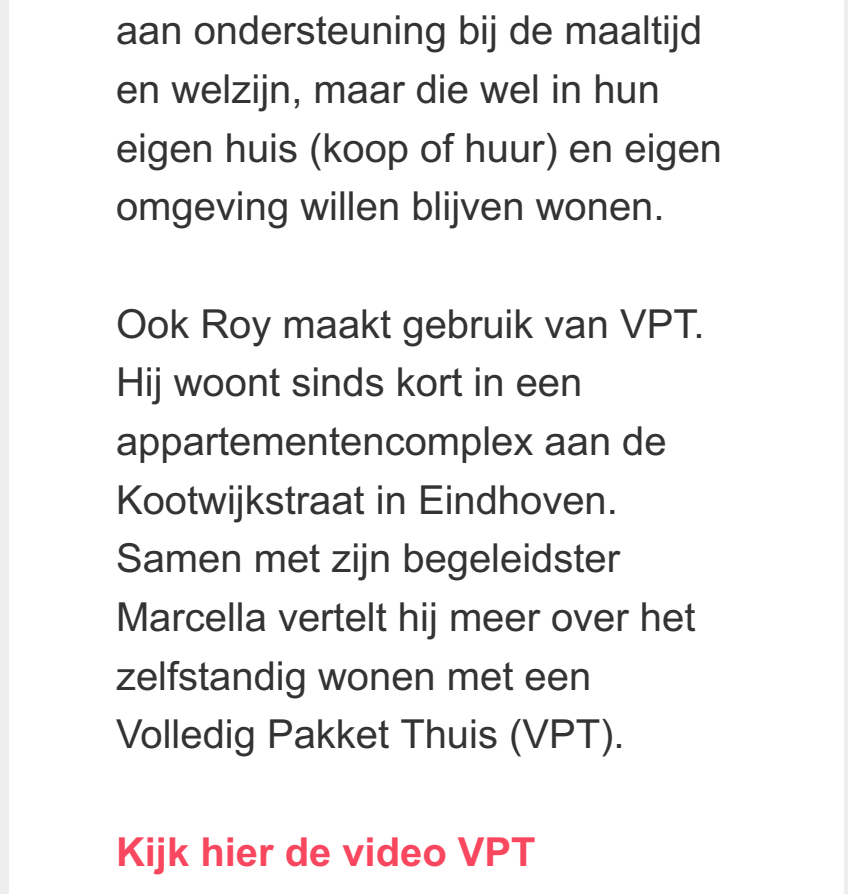 aan ondersteuning bij de maaltijd
en welzijn, maar die wel in hun
eigen huis (koop of huur) en eigen
omgeving willen blijven wonen.
Ook Roy maakt gebruik van VPT.
Hij woont sinds kort in een
appartementencomplex aan de
Kootwijkstraat in Eindhoven.
Samen met zijn begeleidster
Marcella vertelt hij meer over het
zelfstandig wonen met een
Volledig Pakket Thuis (VPT).
Kijk hier de video VPT